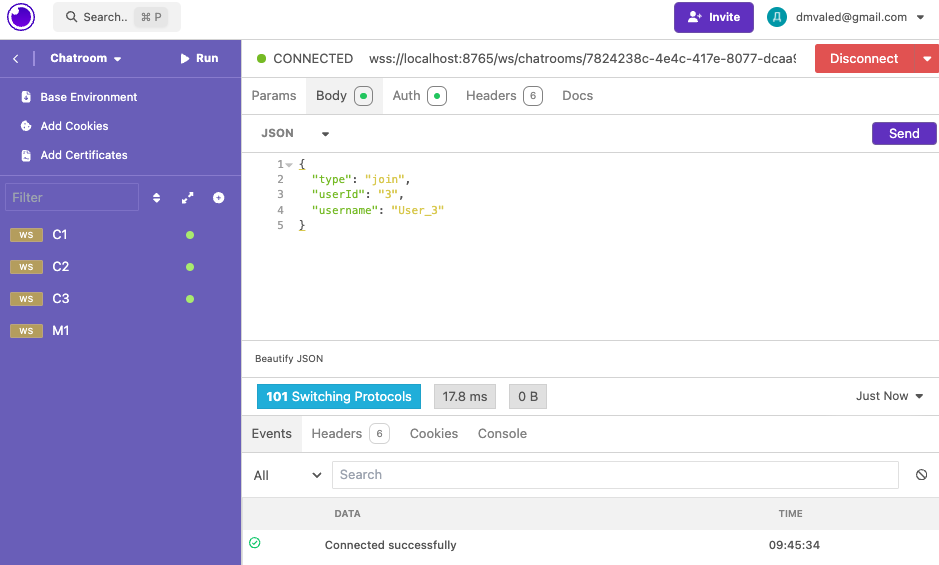 Search.. ⌘ P
Invite
Д dmvaled@gmail.com
Chatroom
Run
Base Environment
Add Cookies
Add Certificates
Filter
WS C1
WS C2
WS C3
WS M1
CONNECTED wss://localhost:8765/ws/chatrooms/7824238c-4e4c-417e-8077-dcaa9
Disconnect
Params Body Auth Headers 6 Docs
JSON
Send
1 {
2 "type": "join",
3 "userId": "3",
4 "username": "User_3"
5 }
Beautify JSON
101 Switching Protocols 17.8 ms 0 B Just Now
Events Headers 6 Cookies Console
All Search
DATA TIME
Connected successfully 09:45:34